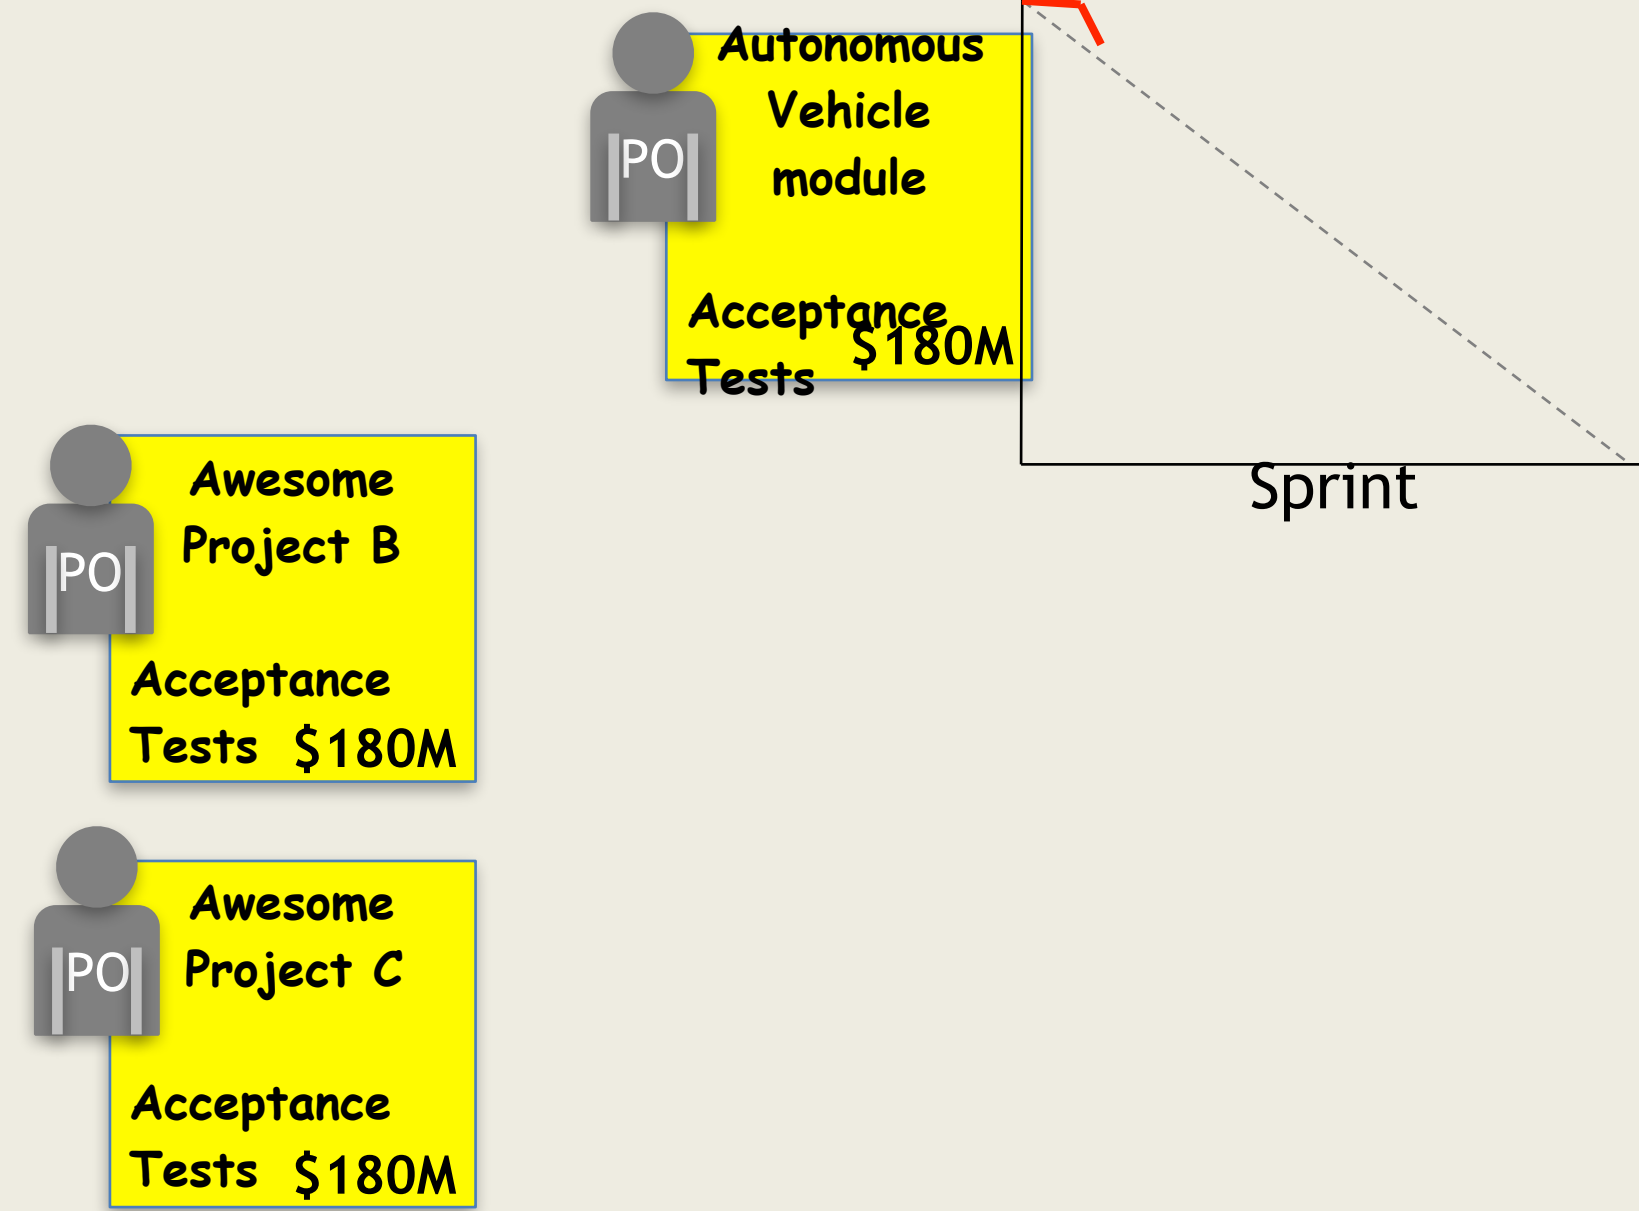 Autonomous
Vehicle
module
PO
Acceptance
$180M
Tests
Sprint
Awesome
Project B
PO
Acceptance
Tests $180M
Awesome
Project C
PO
Acceptance
Tests $180M